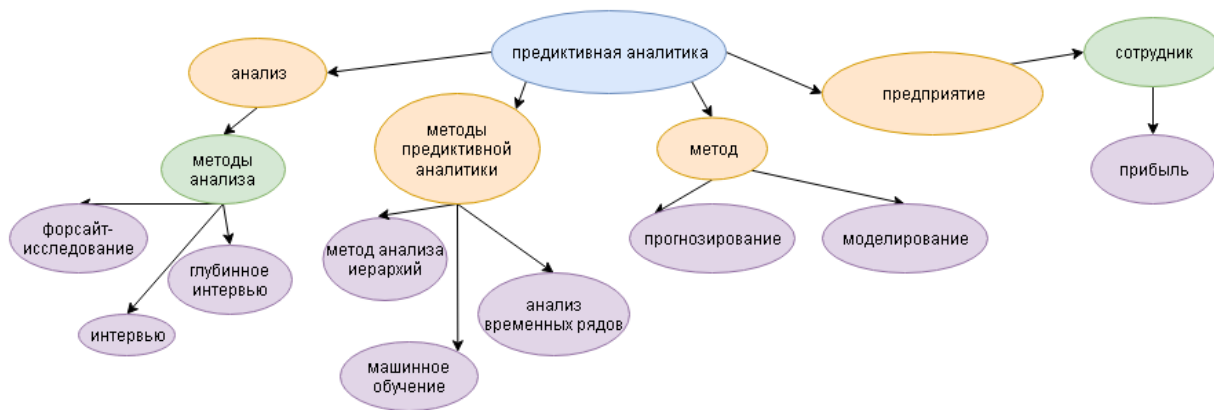 предиктивная аналитика
анализ
сотрудник
предприятие
методы
предиктивной
аналитики
метод
методы
анализа
прибыль
форсайт-
исследование
прогнозирование
моделирование
метод анализа
иерархий
глубинное
интервью
анализ
временных рядов
интервью
машинное
обучение